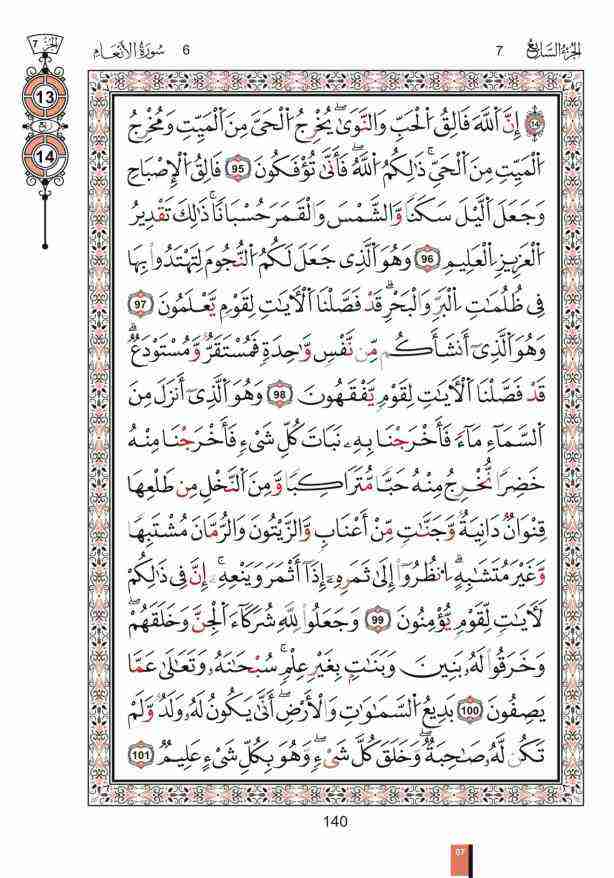 الجزء السابع 7 6 سورة الأنعام الجزء 7
13
ربع
14
14 إِنَّ ٱللَّهَ فَالِقُ ٱلْحَبِّ وَٱلنَّوَىٰ ۖ يُخْرِجُ ٱلْحَىَّ مِنَ ٱلْمَيِّتِ وَمُخْرِجُ
ٱلْمَيِّتِ مِنَ ٱلْحَىِّ ۚ ذَٰلِكُمُ ٱللَّهُ ۖ فَأَنَّىٰ تُؤْفَكُونَ 95 فَالِقُ ٱلْإِصْبَاحِ
وَجَعَلَ ٱلَّيْلَ سَكَنًا وَٱلشَّمْسَ وَٱلْقَمَرَ حُسْبَانًا ۚ ذَٰلِكَ تَقْدِيرُ
ٱلْعَزِيزِ ٱلْعَلِيمِ 96 وَهُوَ ٱلَّذِى جَعَلَ لَكُمُ ٱلنُّجُومَ لِتَهْتَدُوا۟ بِهَا
فِى ظُلُمَٰتِ ٱلْبَرِّ وَٱلْبَحْرِ ۗ قَدْ فَصَّلْنَا ٱلْءَايَٰتِ لِقَوْمٍ يَعْلَمُونَ 97
وَهُوَ ٱلَّذِىٓ أَنشَأَكُم مِّن نَّفْسٍ وَٰحِدَةٍ فَمُسْتَقَرٌّ وَمُسْتَوْدَعٌ ۗ
قَدْ فَصَّلْنَا ٱلْءَايَٰتِ لِقَوْمٍ يَفْقَهُونَ 98 وَهُوَ ٱلَّذِىٓ أَنزَلَ مِنَ
ٱلسَّمَآءِ مَآءً فَأَخْرَجْنَا بِهِۦ نَبَاتَ كُلِّ شَىْءٍ فَأَخْرَجْنَا مِنْهُ
خَضِرًا نُّخْرِجُ مِنْهُ حَبًّا مُّتَرَاكِبًا وَمِنَ ٱلنَّخْلِ مِن طَلْعِهَا
قِنْوَانٌ دَانِيَةٌ وَجَنَّٰتٍ مِّنْ أَعْنَابٍ وَٱلزَّيْتُونَ وَٱلرُّمَّانَ مُشْتَبِهًا
وَغَيْرَ مُتَشَٰبِهٍ ۗ ٱنظُرُوٓا۟ إِلَىٰ ثَمَرِهِۦٓ إِذَآ أَثْمَرَ وَيَنْعِهِۦٓ ۚ إِنَّ فِى ذَٰلِكُمْ
لَءَايَٰتٍ لِّقَوْمٍ يُؤْمِنُونَ 99 وَجَعَلُوا۟ لِلَّهِ شُرَكَآءَ ٱلْجِنَّ وَخَلَقَهُمْ ۖ
وَخَرَقُوا۟ لَهُۥ بَنِينَ وَبَنَٰتٍۭ بِغَيْرِ عِلْمٍ ۚ سُبْحَٰنَهُۥ وَتَعَٰلَىٰ عَمَّا
يَصِفُونَ 100 بَدِيعُ ٱلسَّمَٰوَٰتِ وَٱلْأَرْضِ ۖ أَنَّىٰ يَكُونُ لَهُۥ وَلَدٌ وَلَمْ
تَكُن لَّهُۥ صَٰحِبَةٌ ۖ وَخَلَقَ كُلَّ شَىْءٍ ۖ وَهُوَ بِكُلِّ شَىْءٍ عَلِيمٌ 101
140
07